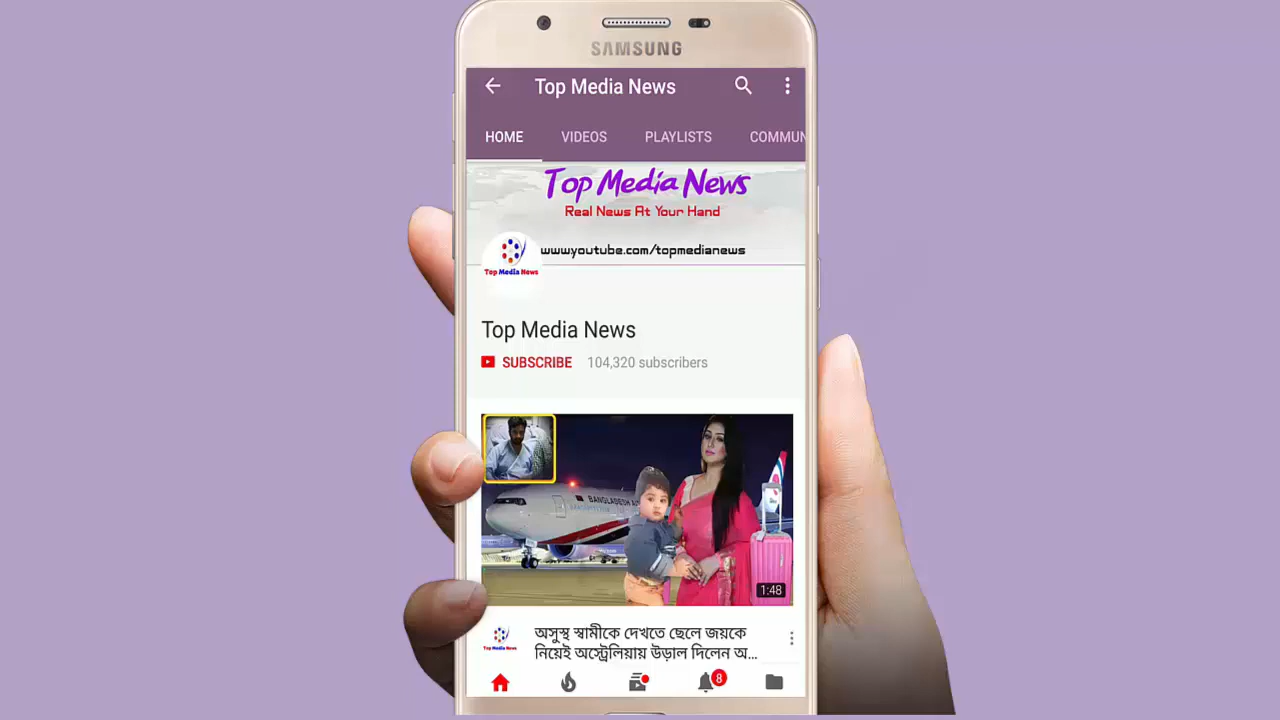 SAMSUNG
Top Media News
HOME VIDEOS PLAYLISTS COMMUN
Top Media News
Real News At Your Hand
www.youtube.com/topmedianews
Top Media News
Top Media News
SUBSCRIBE 104,320 subscribers
BANGLADESH
1:48
অসুস্থ স্বামীকে দেখতে ছেলে জয়কে
নিয়েই অস্ট্রেলিয়ায় উড়াল দিলেন অ...
Top Media News
8